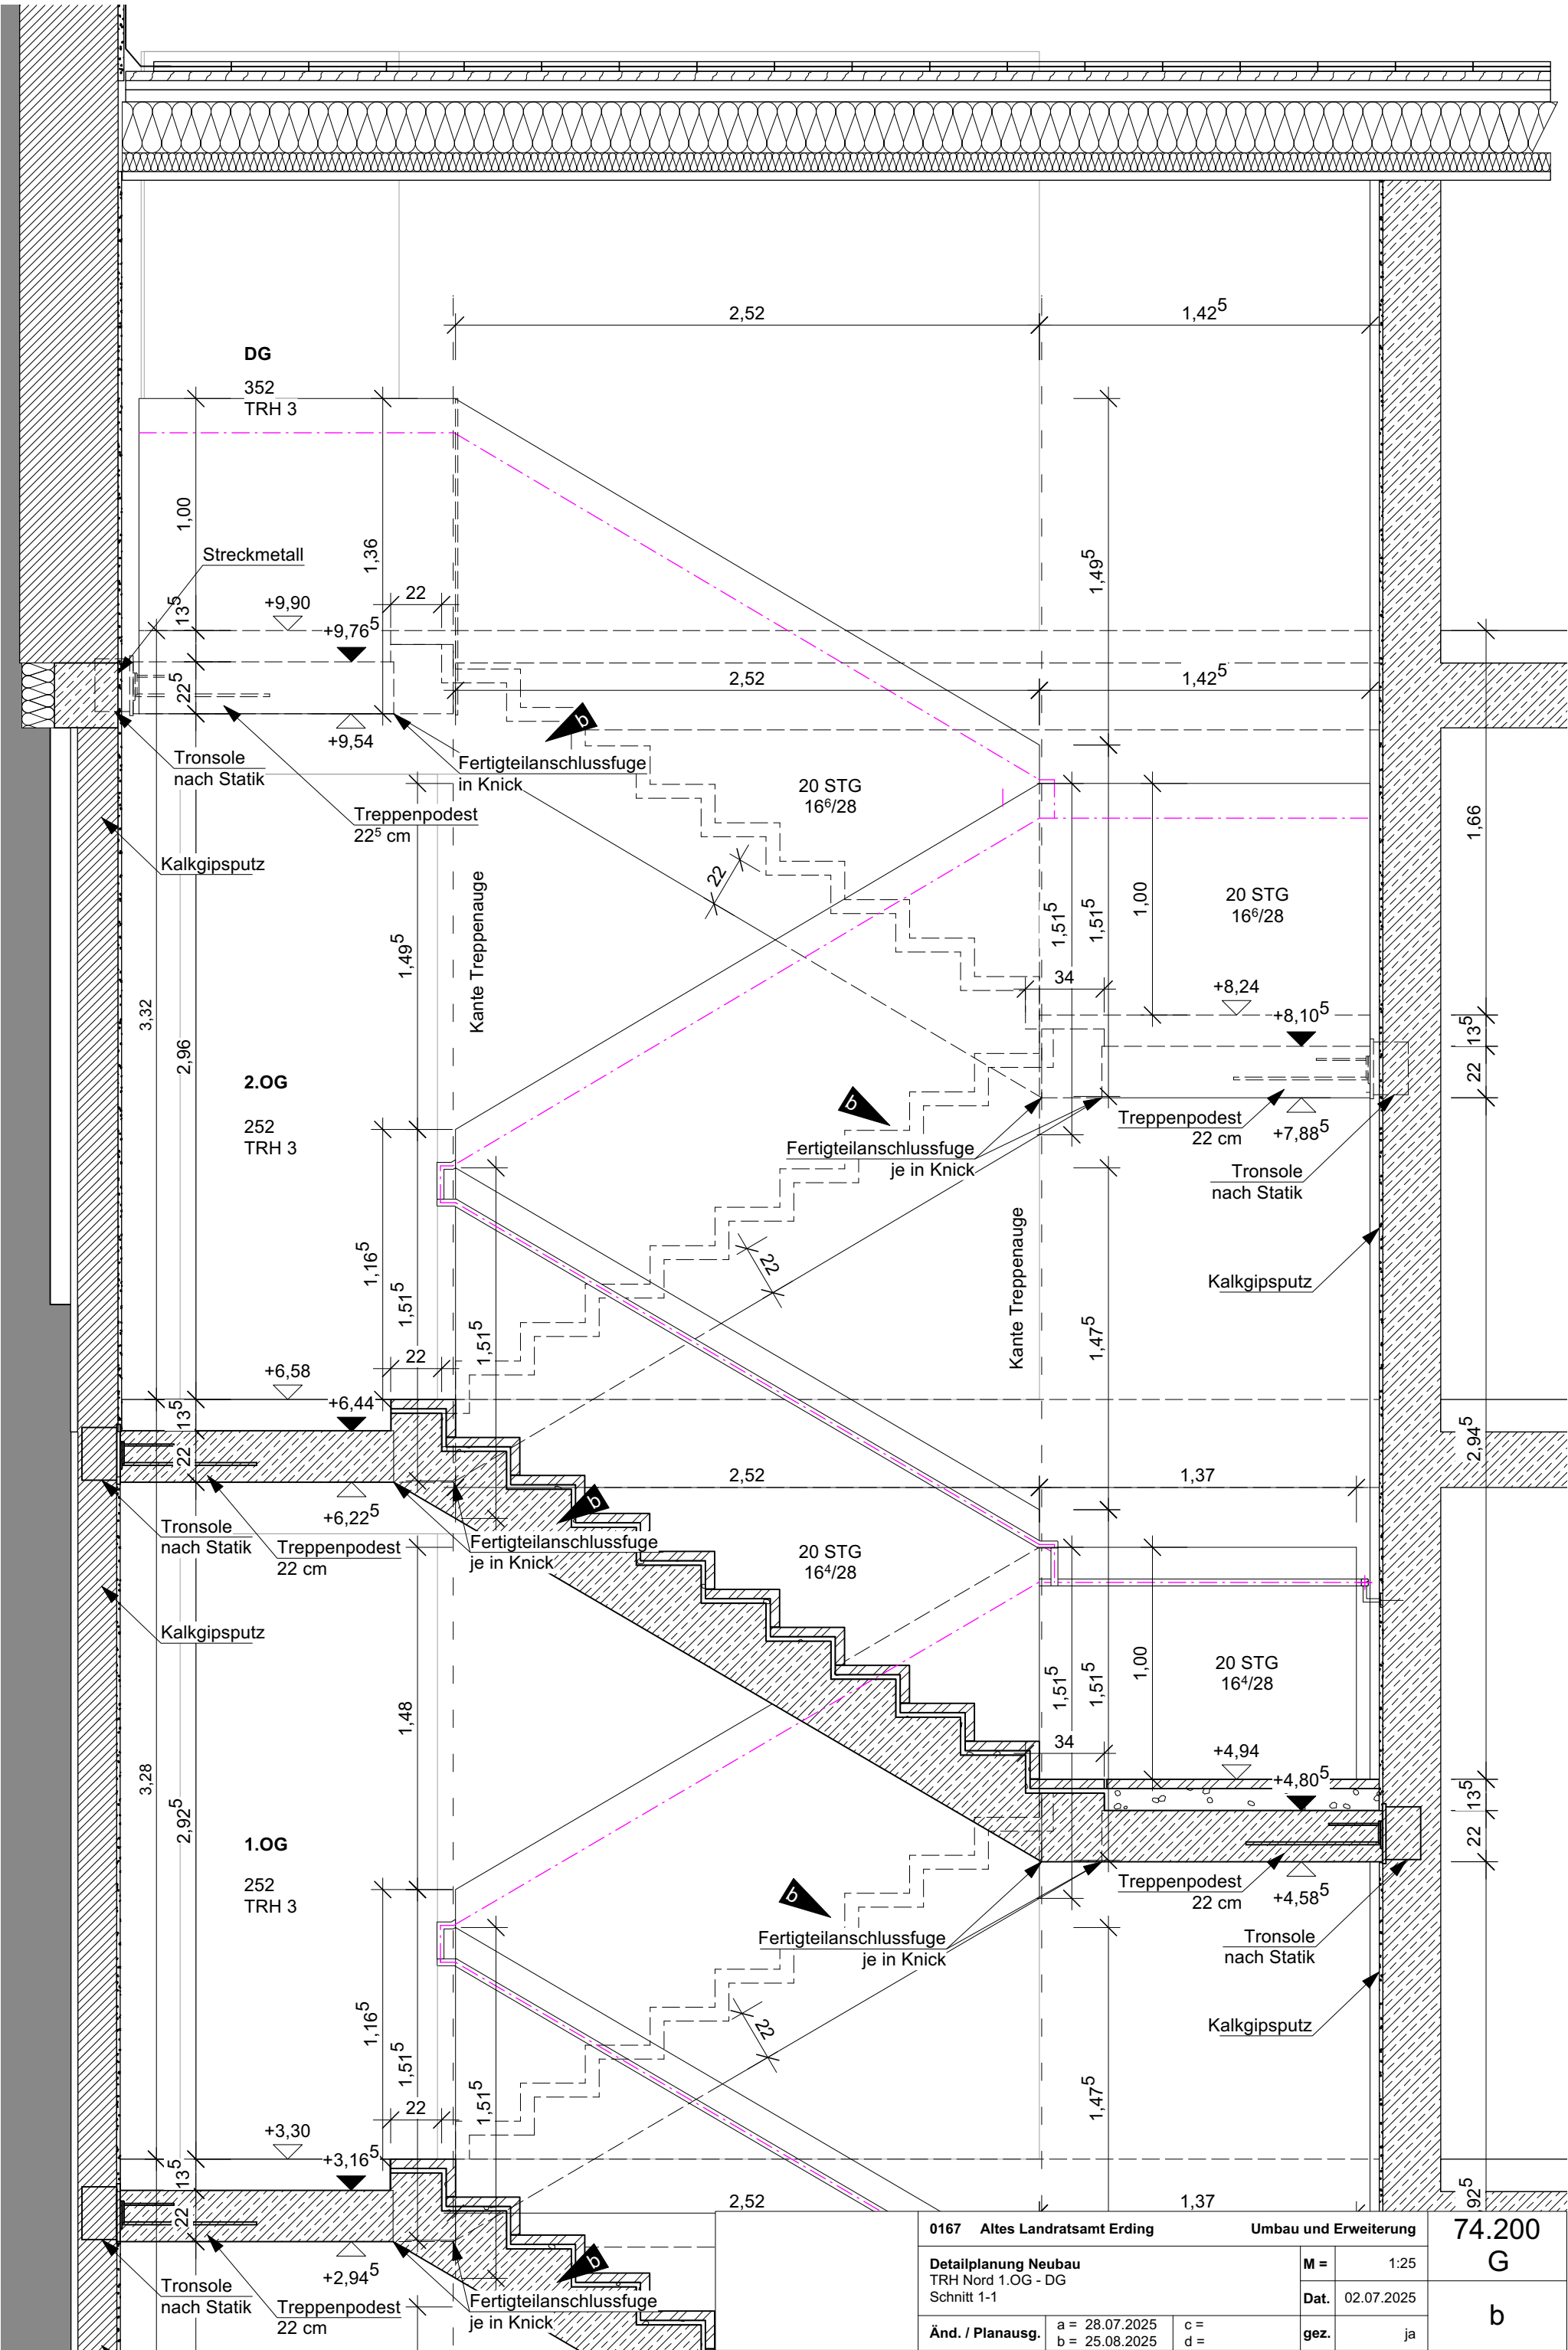 2,52
1,42⁵
DG
352
TRH 3
1,00
1,36
1,49⁵
Streckmetall
22
+9,90
13⁵
+9,76⁵
2,52
1,42⁵
22⁵
b
+9,54
Tronsole
nach Statik
Fertigteilanschlussfuge
in Knick
20 STG
16⁶/28
Treppenpodest
22⁵ cm
1,66
Kalkgipsputz
22
Kante Treppenauge
20 STG
16⁶/28
1,51⁵
1,51⁵
1,00
1,49⁵
34
+8,24
+8,10⁵
3,32
2,96
13⁵
22
2.OG
252
TRH 3
b
Treppenpodest
22 cm
+7,88⁵
Fertigteilanschlussfuge
je in Knick
Tronsole
nach Statik
Kante Treppenauge
22
1,16⁵
1,51⁵
1,51⁵
1,47⁵
Kalkgipsputz
22
+6,58
+6,44
13⁵
22
2,94⁵
2,52
1,37
+6,22⁵
b
Tronsole
nach Statik
Treppenpodest
22 cm
Fertigteilanschlussfuge
je in Knick
20 STG
16⁴/28
Kalkgipsputz
1,51⁵
1,51⁵
1,00
20 STG
16⁴/28
1,48
34
+4,94
+4,80⁵
3,28
2,92⁵
13⁵
22
1.OG
252
TRH 3
b
Treppenpodest
22 cm
+4,58⁵
Fertigteilanschlussfuge
je in Knick
Tronsole
nach Statik
22
1,16⁵
1,51⁵
1,51⁵
1,47⁵
Kalkgipsputz
22
+3,30
+3,16⁵
13⁵
22
2,52
1,37
92⁵
+2,94⁵
b
Tronsole
nach Statik
Treppenpodest
22 cm
Fertigteilanschlussfuge
je in Knick
0167 Altes Landratsamt Erding Umbau und Erweiterung
74.200
G
b
Detailplanung Neubau
TRH Nord 1.OG - DG
Schnitt 1-1
M = 1:25
Dat. 02.07.2025
Änd. / Planausg. a = 28.07.2025 c =
b = 25.08.2025 d =
gez. ja